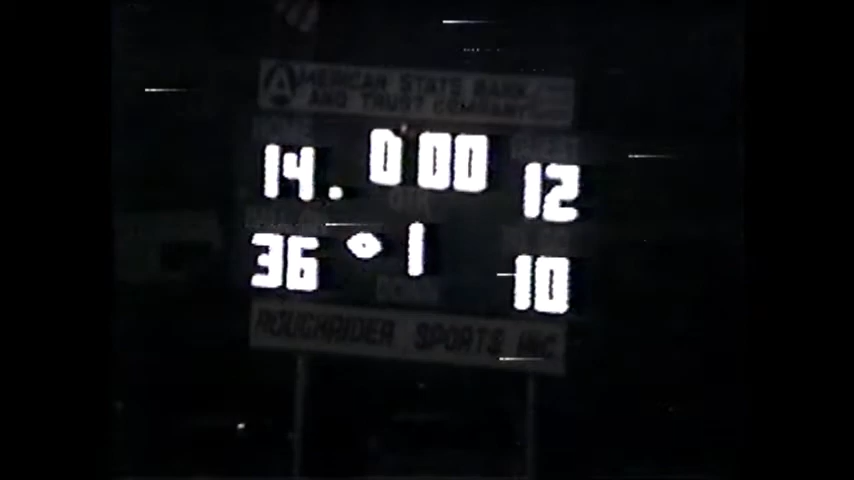 AMERICAN STATE BANK
AND TRUST COMPANY
HOME 0:00 GUEST
14 12
QTR
36 1 10
DOWN
ROUGHRIDER SPORTS INC